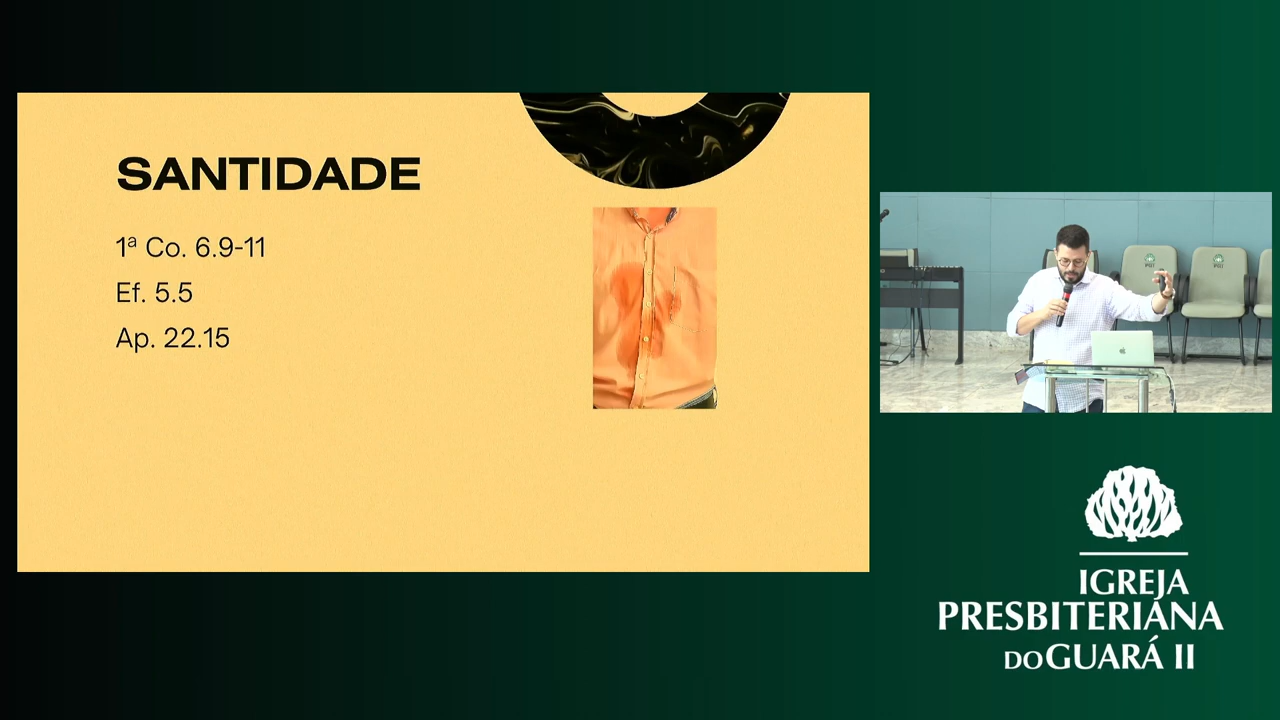 SANTIDADE
1ª Co. 6.9-11
Ef. 5.5
Ap. 22.15
IGREJA
PRESBITERIANA
DO GUARÁ II